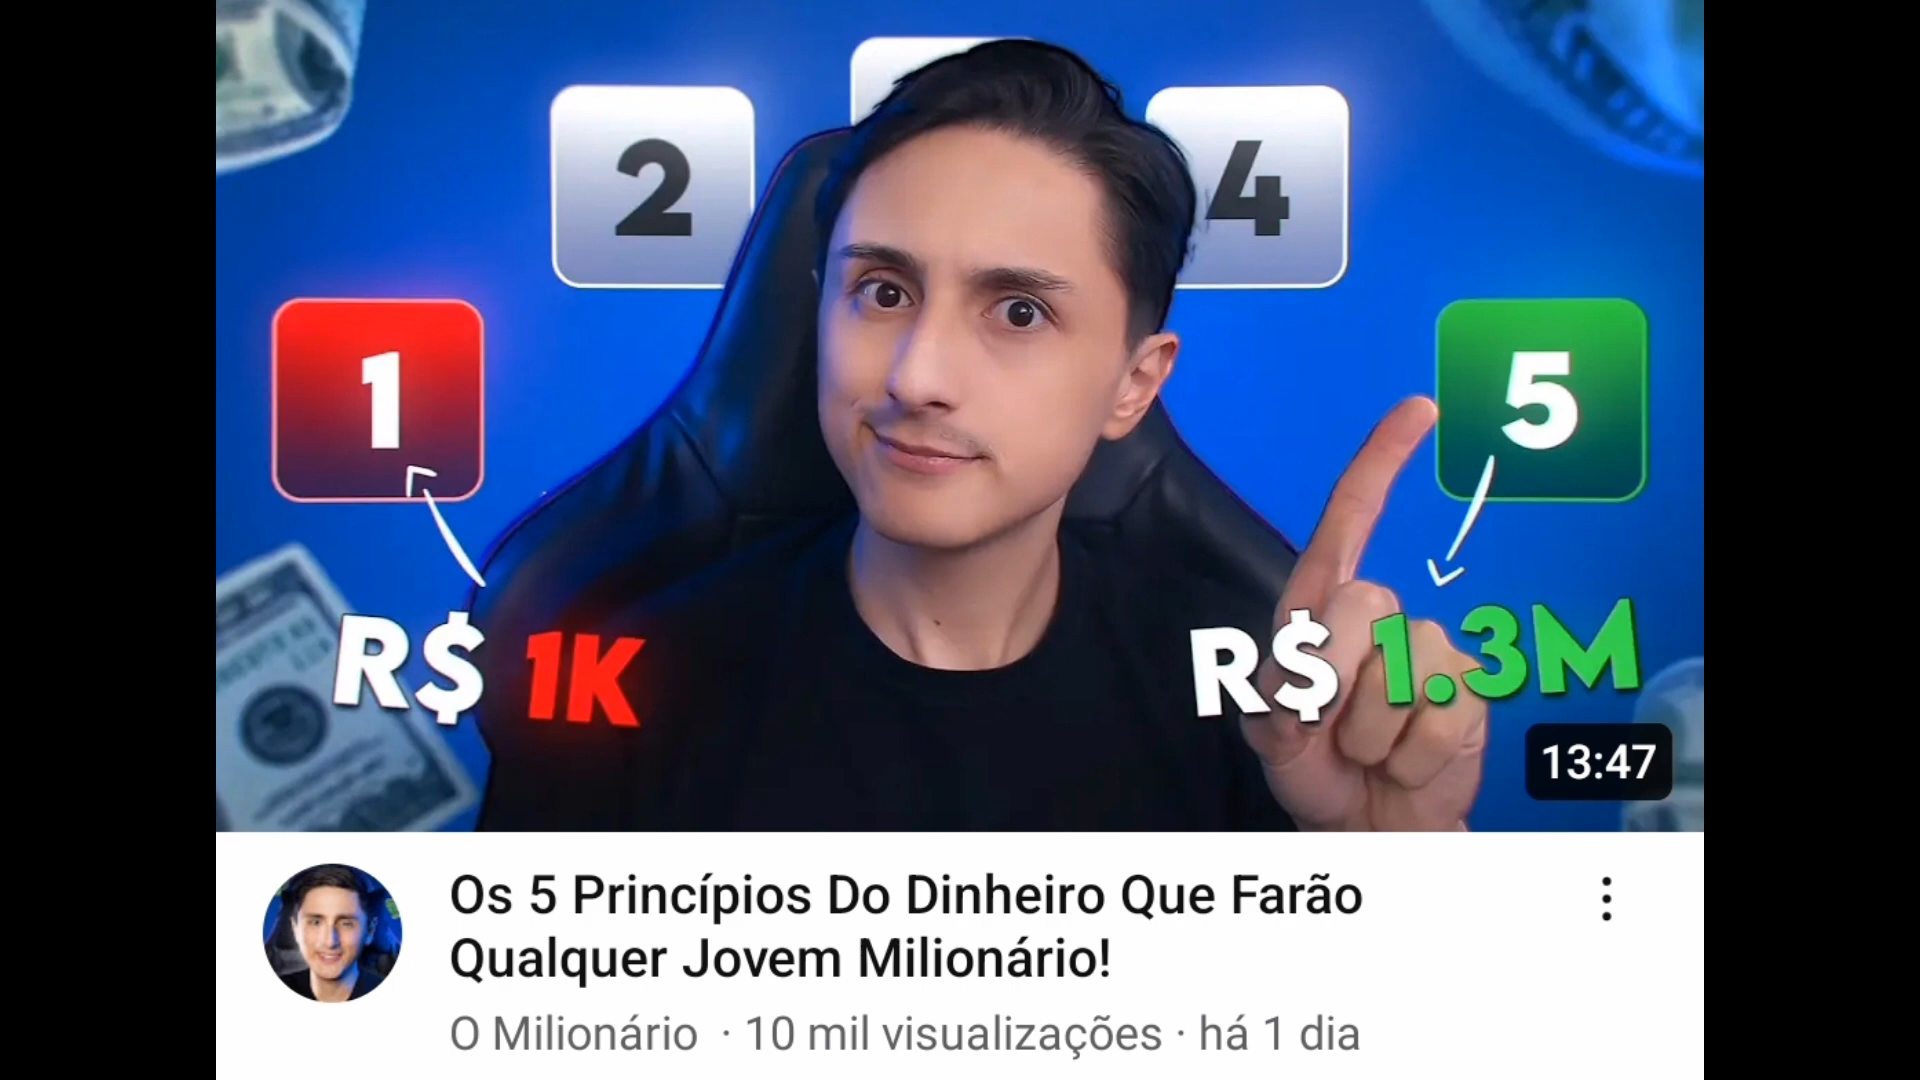 2
4
1
5
R$ 1K
R$ 1.3M
13:47
Os 5 Princípios Do Dinheiro Que Farão
Qualquer Jovem Milionário!
O Milionário · 10 mil visualizações · há 1 dia